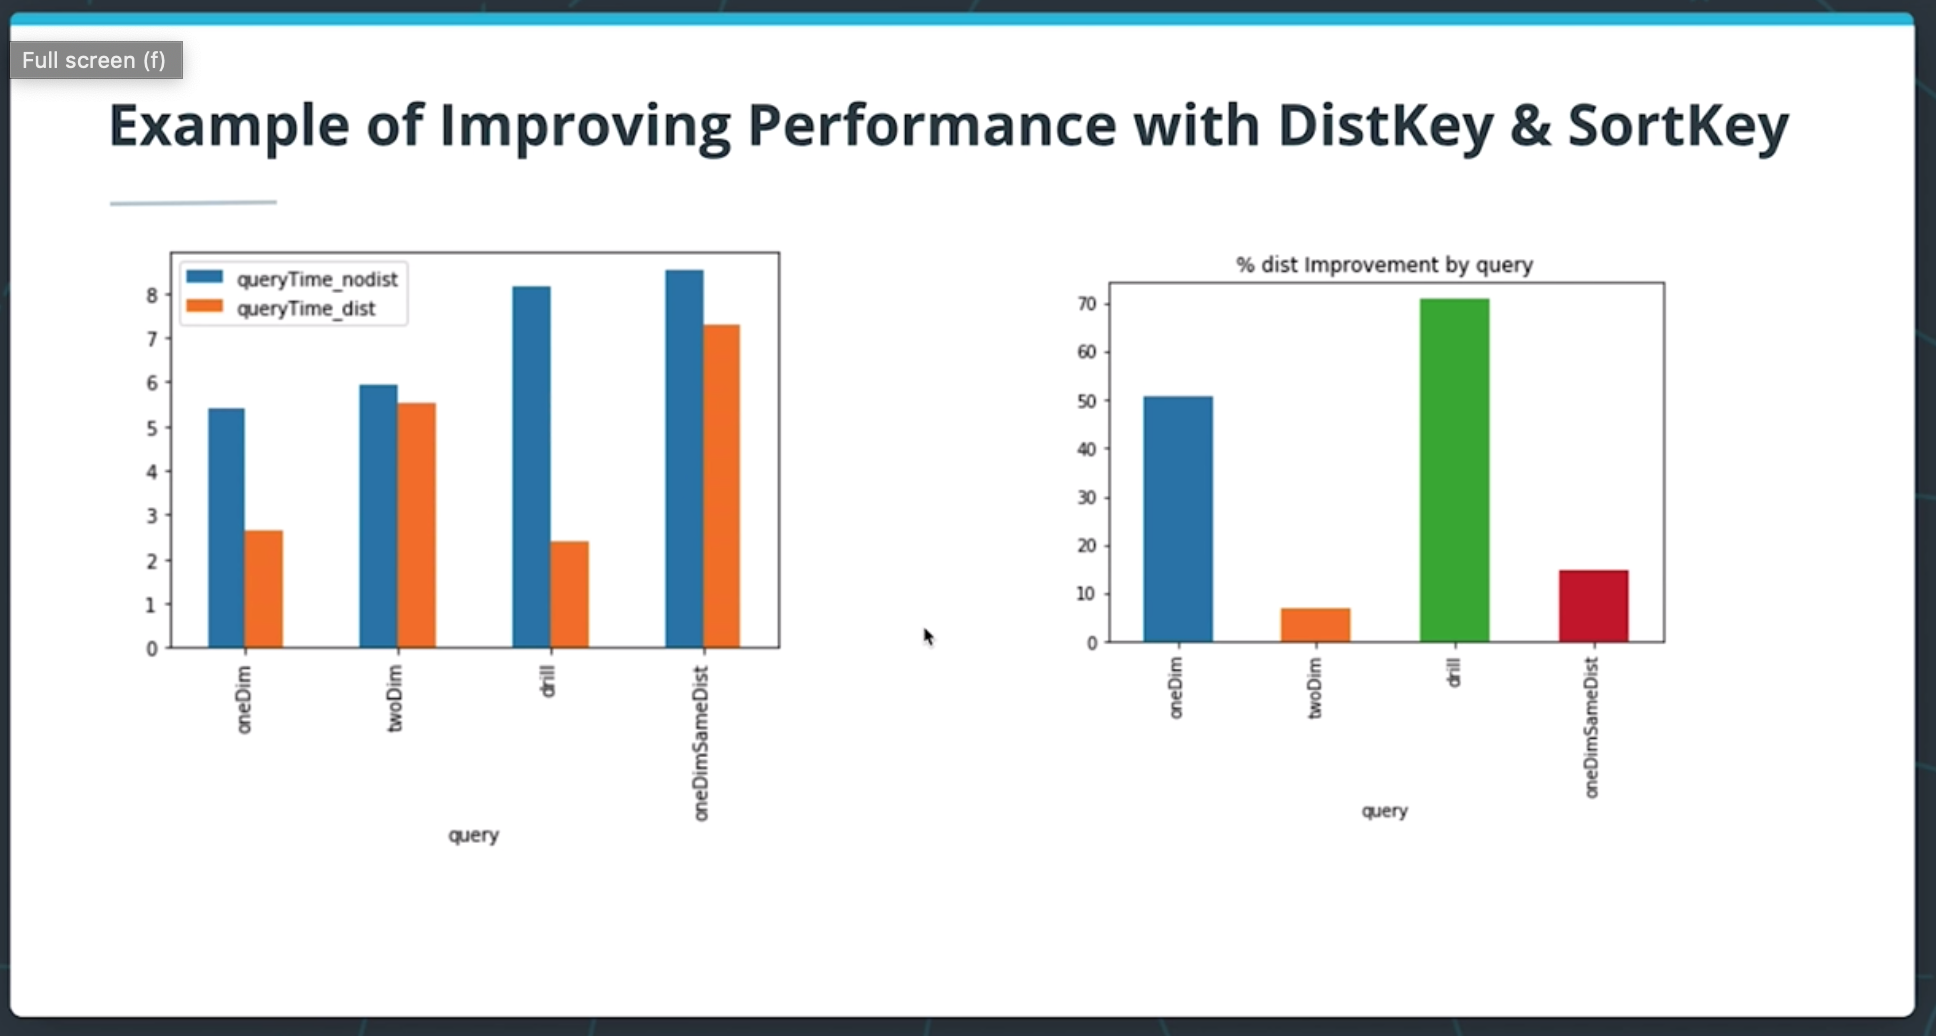 Full screen (f)
Example of Improving Performance with DistKey & SortKey
queryTime_nodist
queryTime_dist
8
7
6
5
4
3
2
1
0
oneDim
twoDim
drill
oneDimSameDist
query
% dist Improvement by query
70
60
50
40
30
20
10
0
oneDim
twoDim
drill
oneDimSameDist
query